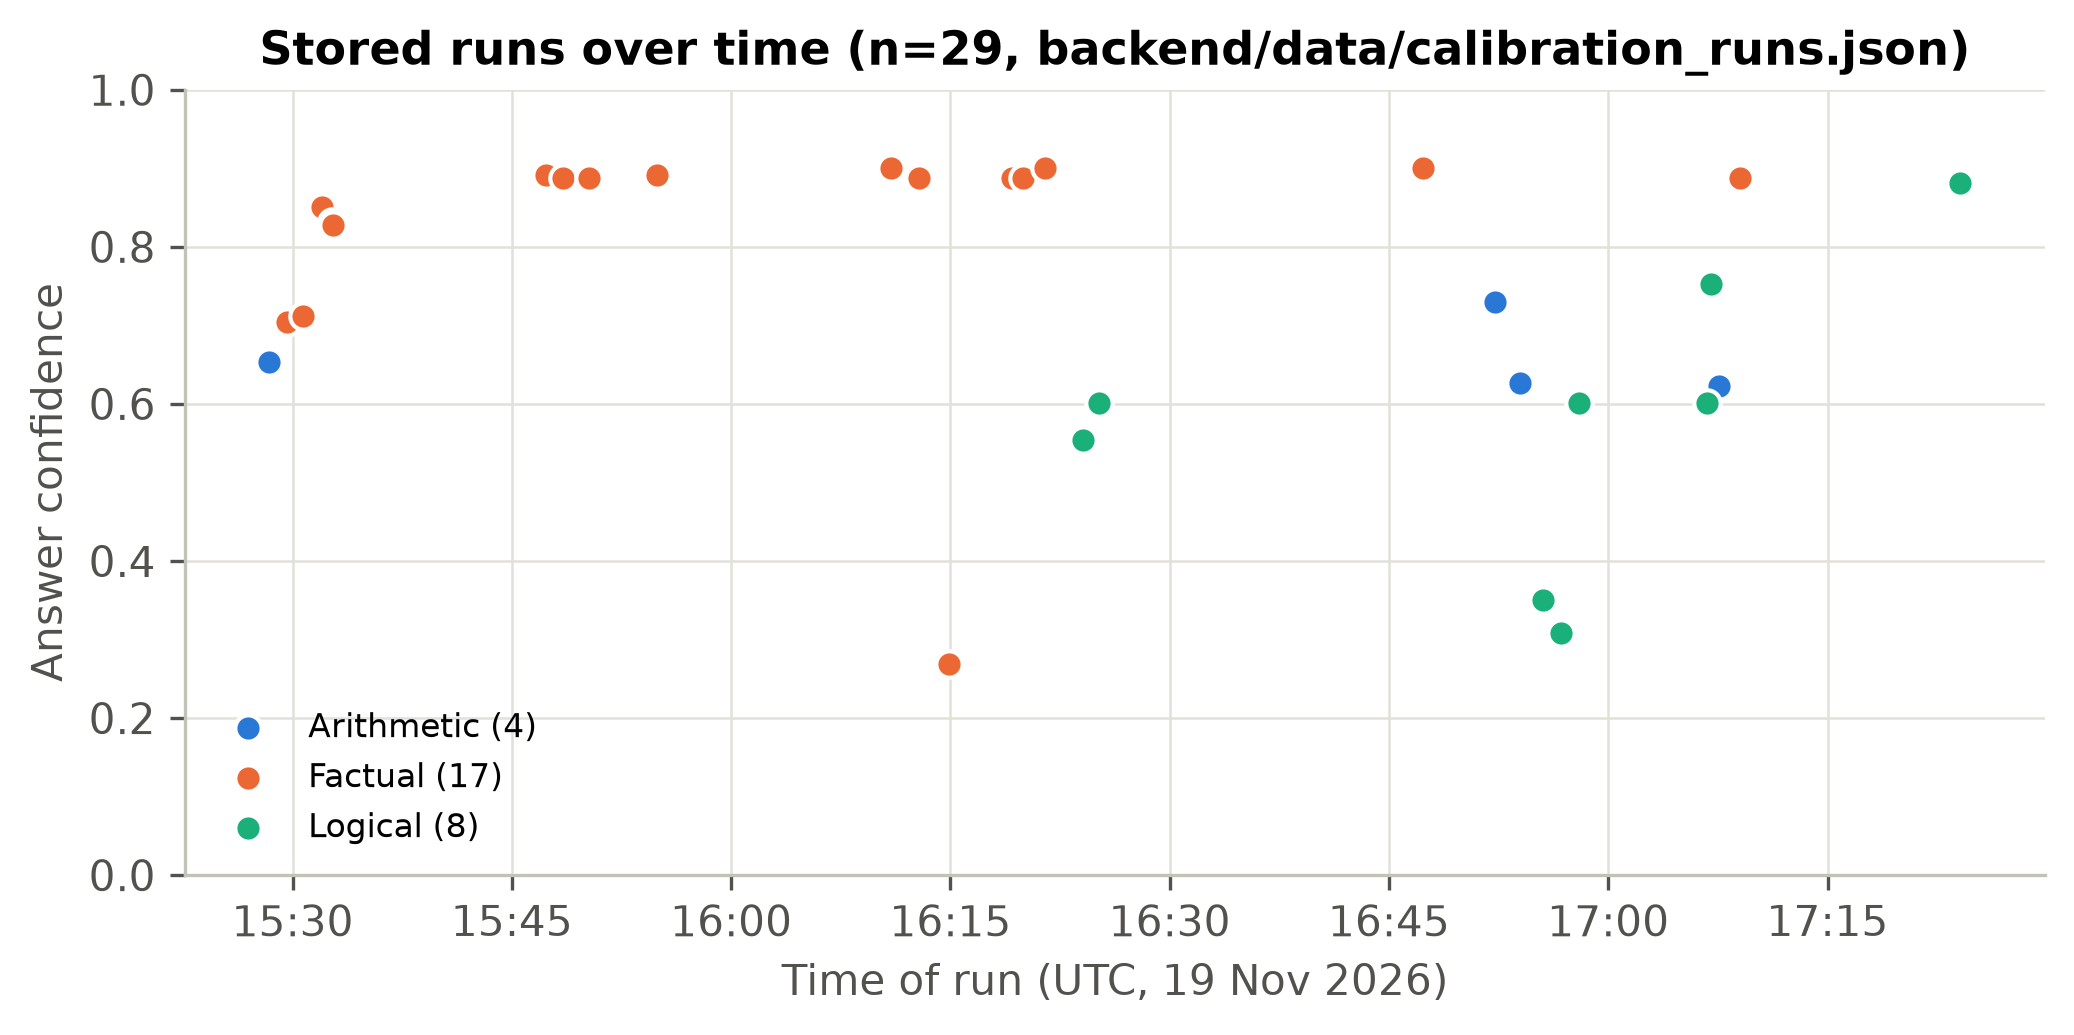 Stored runs over time (n=29, backend/data/calibration_runs.json)
1.0
0.8
0.6
0.4
0.2
0.0
Answer confidence
Arithmetic (4)
Factual (17)
Logical (8)
15:30 15:45 16:00 16:15 16:30 16:45 17:00 17:15
Time of run (UTC, 19 Nov 2026)